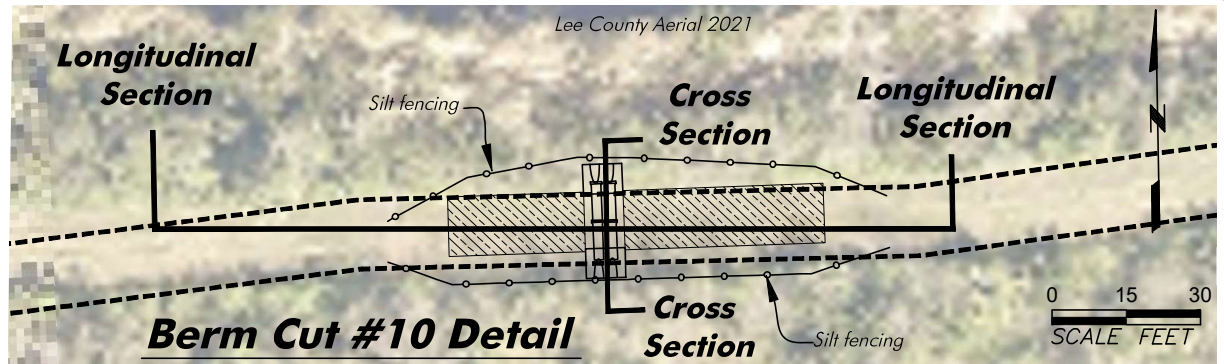 Lee County Aerial 2021
Longitudinal
Section
Silt fencing
Cross
Section
Longitudinal
Section
N
0 15 30
SCALE FEET
Cross
Section
Silt fencing
Berm Cut #10 Detail